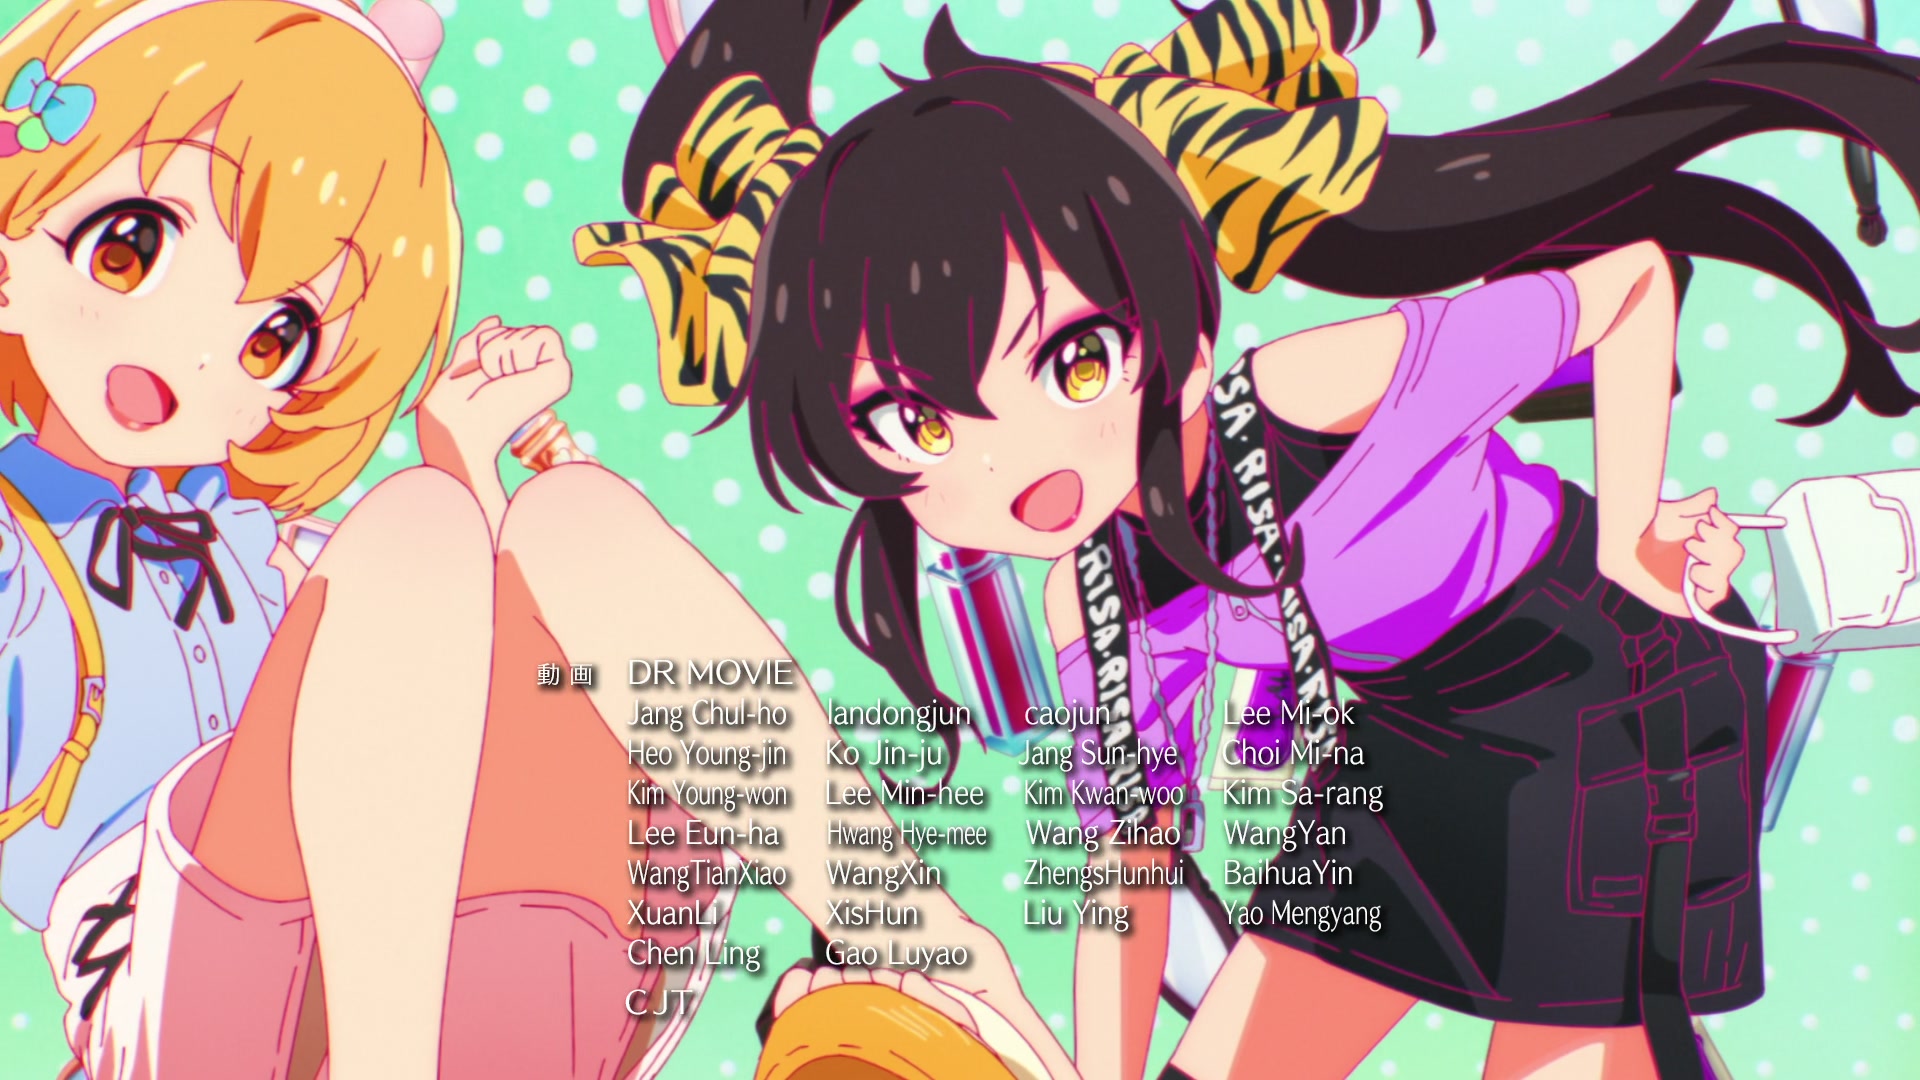 動画 DR MOVIE
Jang Chul-ho landongjun caojun Lee Mi-ok
Heo Young-jin Ko Jin-ju Jang Sun-hye Choi Mi-na
Kim Young-won Lee Min-hee Kim Kwan-woo Kim Sa-rang
Lee Eun-ha Hwang Hye-mee Wang Zihao WangYan
WangTianXiao WangXin ZhengsHunhui BaihuaYin
XuanLi XisHun Liu Ying Yao Mengyang
Chen Ling Gao Luyao
CJT
SA・RISA・RISA・R
・RISA・RISA・RISA